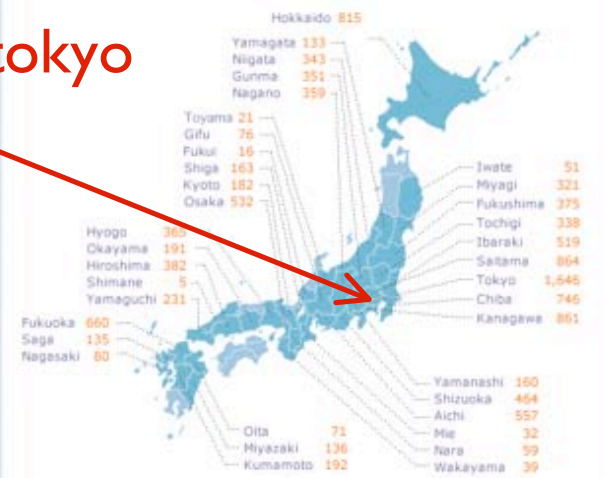 tokyo
Hokkaido 815
Yamagata 133
Niigata 343
Gunma 351
Nagano 359
Toyama 21
Gifu 76
Fukui 16
Shiga 163
Kyoto 182
Osaka 532
Hyogo 365
Okayama 191
Hiroshima 382
Shimane 5
Yamaguchi 231
Fukuoka 660
Saga 135
Nagasaki 80
Iwate 51
Miyagi 321
Fukushima 375
Tochigi 338
Ibaraki 519
Saitama 864
Tokyo 1,646
Chiba 746
Kanagawa 861
Yamanashi 160
Shizuoka 464
Aichi 557
Mie 32
Nara 59
Wakayama 39
Oita 71
Miyazaki 136
Kumamoto 192